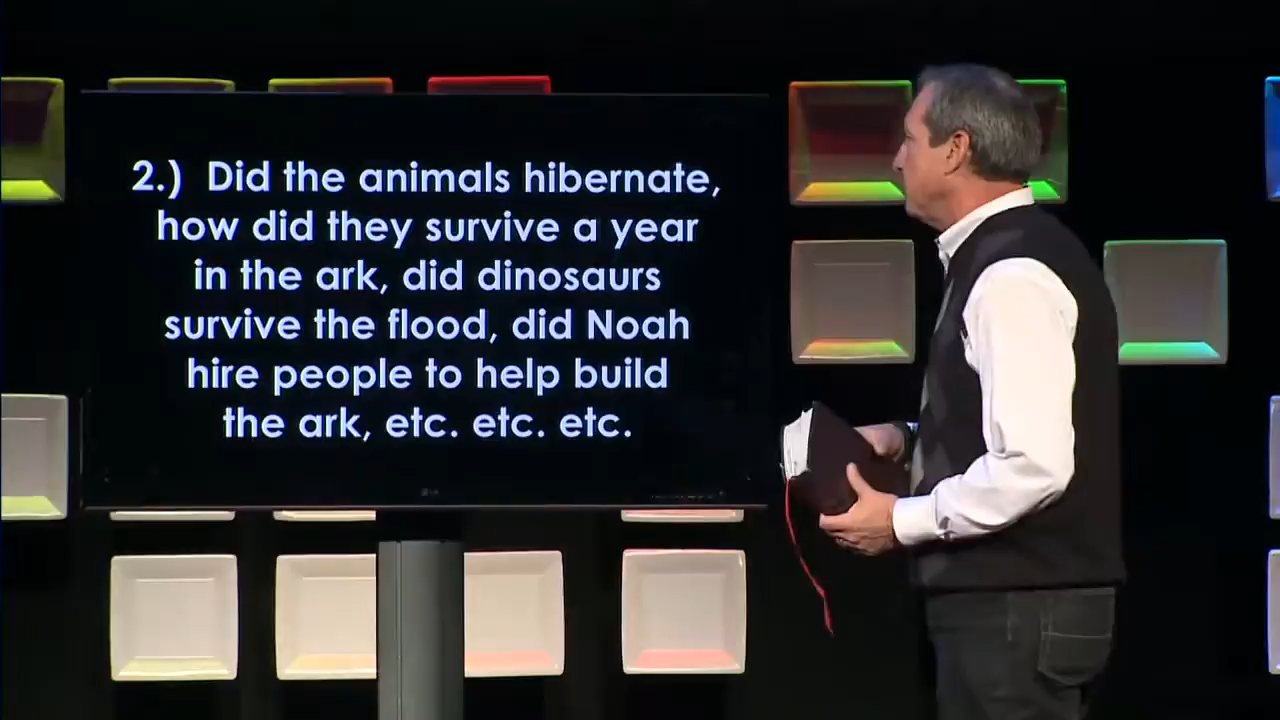 2.) Did the animals hibernate,
how did they survive a year
in the ark, did dinosaurs
survive the flood, did Noah
hire people to help build
the ark, etc. etc. etc.